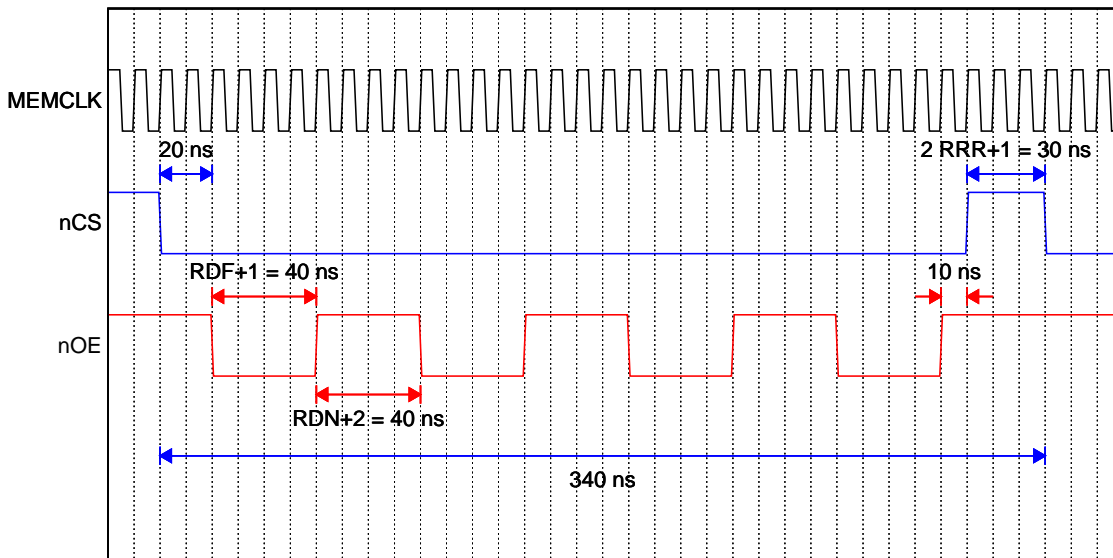 MEMCLK
20 ns
2 RRR+1 = 30 ns
nCS
RDF+1 = 40 ns
10 ns
nOE
RDN+2 = 40 ns
340 ns